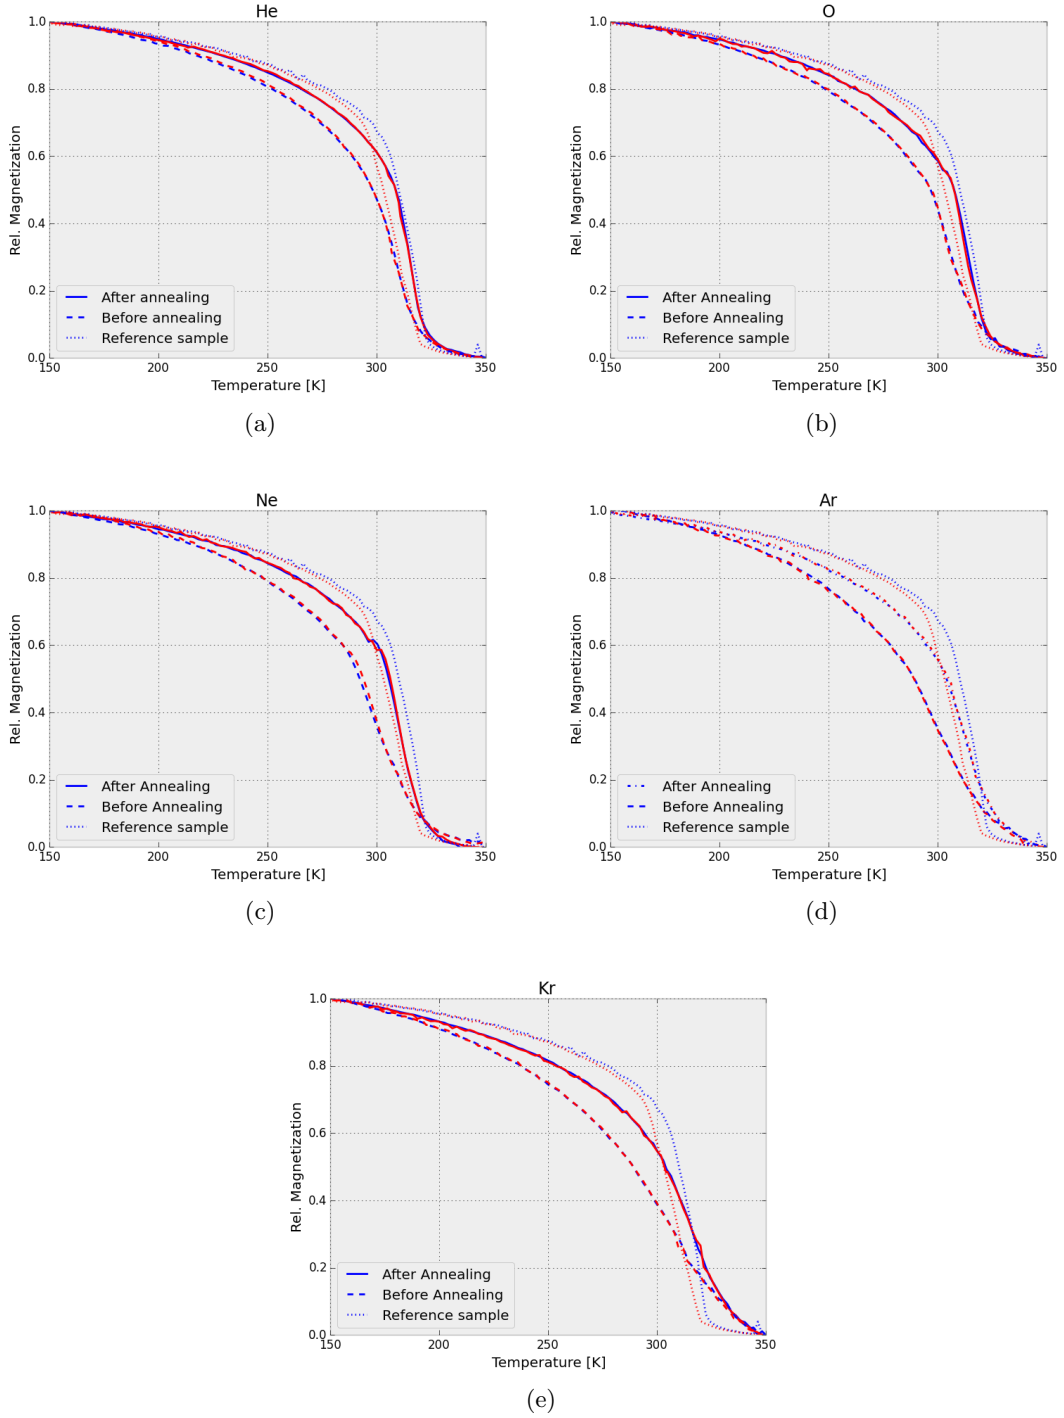 He
1.0
0.8
0.6
0.4
0.2
0.0
Rel. Magnetization
After annealing
Before annealing
Reference sample
150 200 250 300 350
Temperature [K]
(a)
O
1.0
0.8
0.6
0.4
0.2
0.0
Rel. Magnetization
After Annealing
Before Annealing
Reference sample
150 200 250 300 350
Temperature [K]
(b)
Ne
1.0
0.8
0.6
0.4
0.2
0.0
Rel. Magnetization
After Annealing
Before Annealing
Reference sample
150 200 250 300 350
Temperature [K]
(c)
Ar
1.0
0.8
0.6
0.4
0.2
0.0
Rel. Magnetization
After Annealing
Before Annealing
Reference sample
150 200 250 300 350
Temperature [K]
(d)
Kr
1.0
0.8
0.6
0.4
0.2
0.0
Rel. Magnetization
After Annealing
Before Annealing
Reference sample
150 200 250 300 350
Temperature [K]
(e)